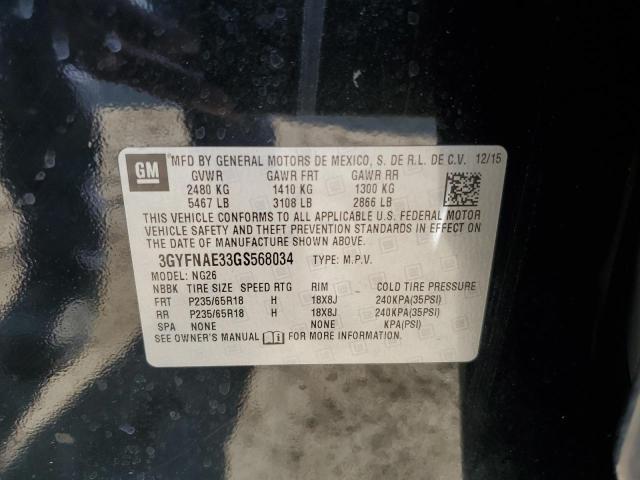 GM MFD BY GENERAL MOTORS DE MEXICO, S. DE R.L. DE C.V. 12/15
GVWR GAWR FRT GAWR RR
2480 KG 1410 KG 1300 KG
5467 LB 3108 LB 2866 LB
THIS VEHICLE CONFORMS TO ALL APPLICABLE U.S. FEDERAL MOTOR
VEHICLE SAFETY AND THEFT PREVENTION STANDARDS IN EFFECT ON
THE DATE OF MANUFACTURE SHOWN ABOVE.
3GYFNAE33GS568034 TYPE: M.P.V.
MODEL: NG26
NBBK TIRE SIZE SPEED RTG RIM COLD TIRE PRESSURE
FRT P235/65R18 H 18X8J 240KPA(35PSI)
RR P235/65R18 H 18X8J 240KPA(35PSI)
SPA NONE NONE KPA(PSI)
SEE OWNER'S MANUAL FOR MORE INFORMATION.